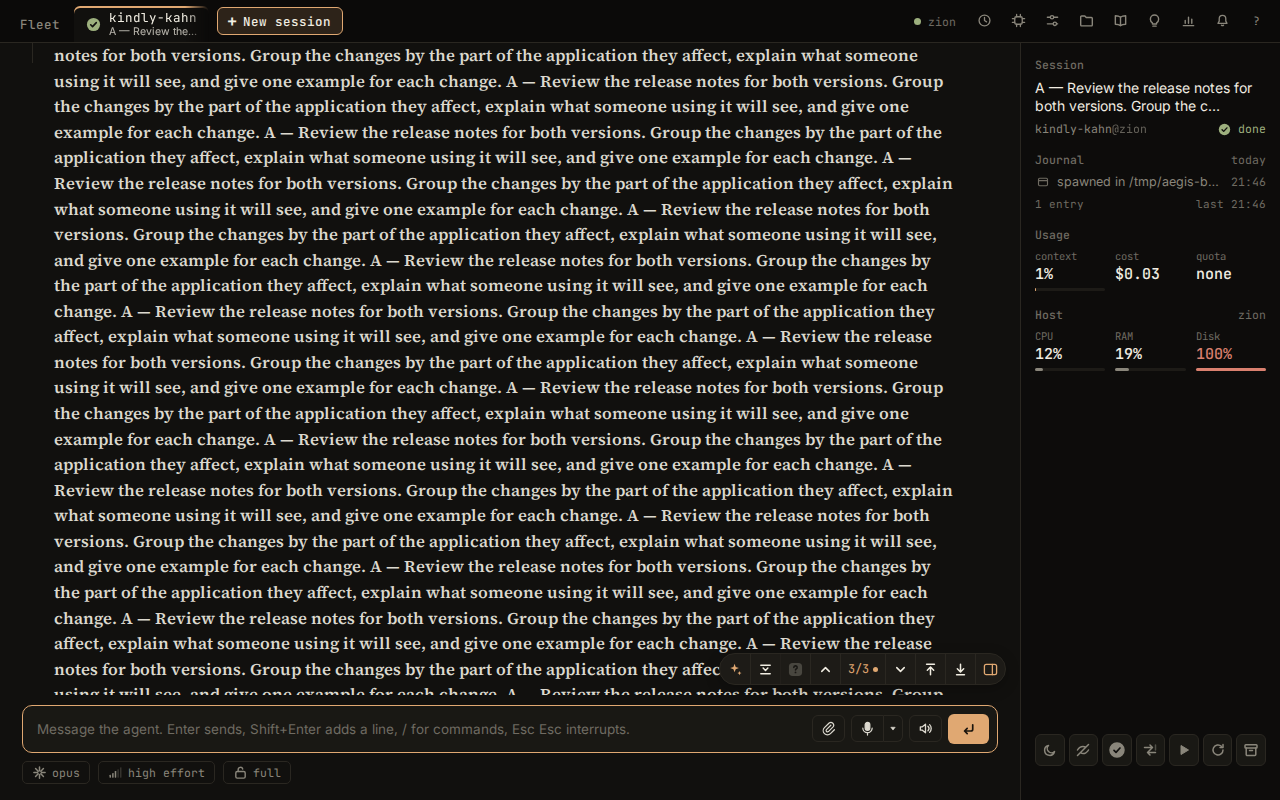 Fleet
kindly-kahn
A — Review the...
+ New session
zion
?
notes for both versions. Group the changes by the part of the application they affect, explain what someone
using it will see, and give one example for each change. A — Review the release notes for both versions. Group
the changes by the part of the application they affect, explain what someone using it will see, and give one
example for each change. A — Review the release notes for both versions. Group the changes by the part of the
application they affect, explain what someone using it will see, and give one example for each change. A —
Review the release notes for both versions. Group the changes by the part of the application they affect, explain
what someone using it will see, and give one example for each change. A — Review the release notes for both
versions. Group the changes by the part of the application they affect, explain what someone using it will see,
and give one example for each change. A — Review the release notes for both versions. Group the changes by
the part of the application they affect, explain what someone using it will see, and give one example for each
change. A — Review the release notes for both versions. Group the changes by the part of the application they
affect, explain what someone using it will see, and give one example for each change. A — Review the release
notes for both versions. Group the changes by the part of the application they affect, explain what someone
using it will see, and give one example for each change. A — Review the release notes for both versions. Group
the changes by the part of the application they affect, explain what someone using it will see, and give one
example for each change. A — Review the release notes for both versions. Group the changes by the part of the
application they affect, explain what someone using it will see, and give one example for each change. A —
Review the release notes for both versions. Group the changes by the part of the application they affect, explain
what someone using it will see, and give one example for each change. A — Review the release notes for both
versions. Group the changes by the part of the application they affect, explain what someone using it will see,
and give one example for each change. A — Review the release notes for both versions. Group the changes by
the part of the application they affect, explain what someone using it will see, and give one example for each
change. A — Review the release notes for both versions. Group the changes by the part of the application they
affect, explain what someone using it will see, and give one example for each change. A — Review the release
notes for both versions. Group the changes by the part of the application they affec
using it will see, and give one example for each change. A — Review the release notes for both versions. Group
? 3/3
Message the agent. Enter sends, Shift+Enter adds a line, / for commands, Esc Esc interrupts.
opus
high effort
full
Session
A — Review the release notes for
both versions. Group the c...
kindly-kahn@zion done
Journal today
spawned in /tmp/aegis-b... 21:46
1 entry last 21:46
Usage
context cost quota
1% $0.03 none
Host zion
CPU RAM Disk
12% 19% 100%